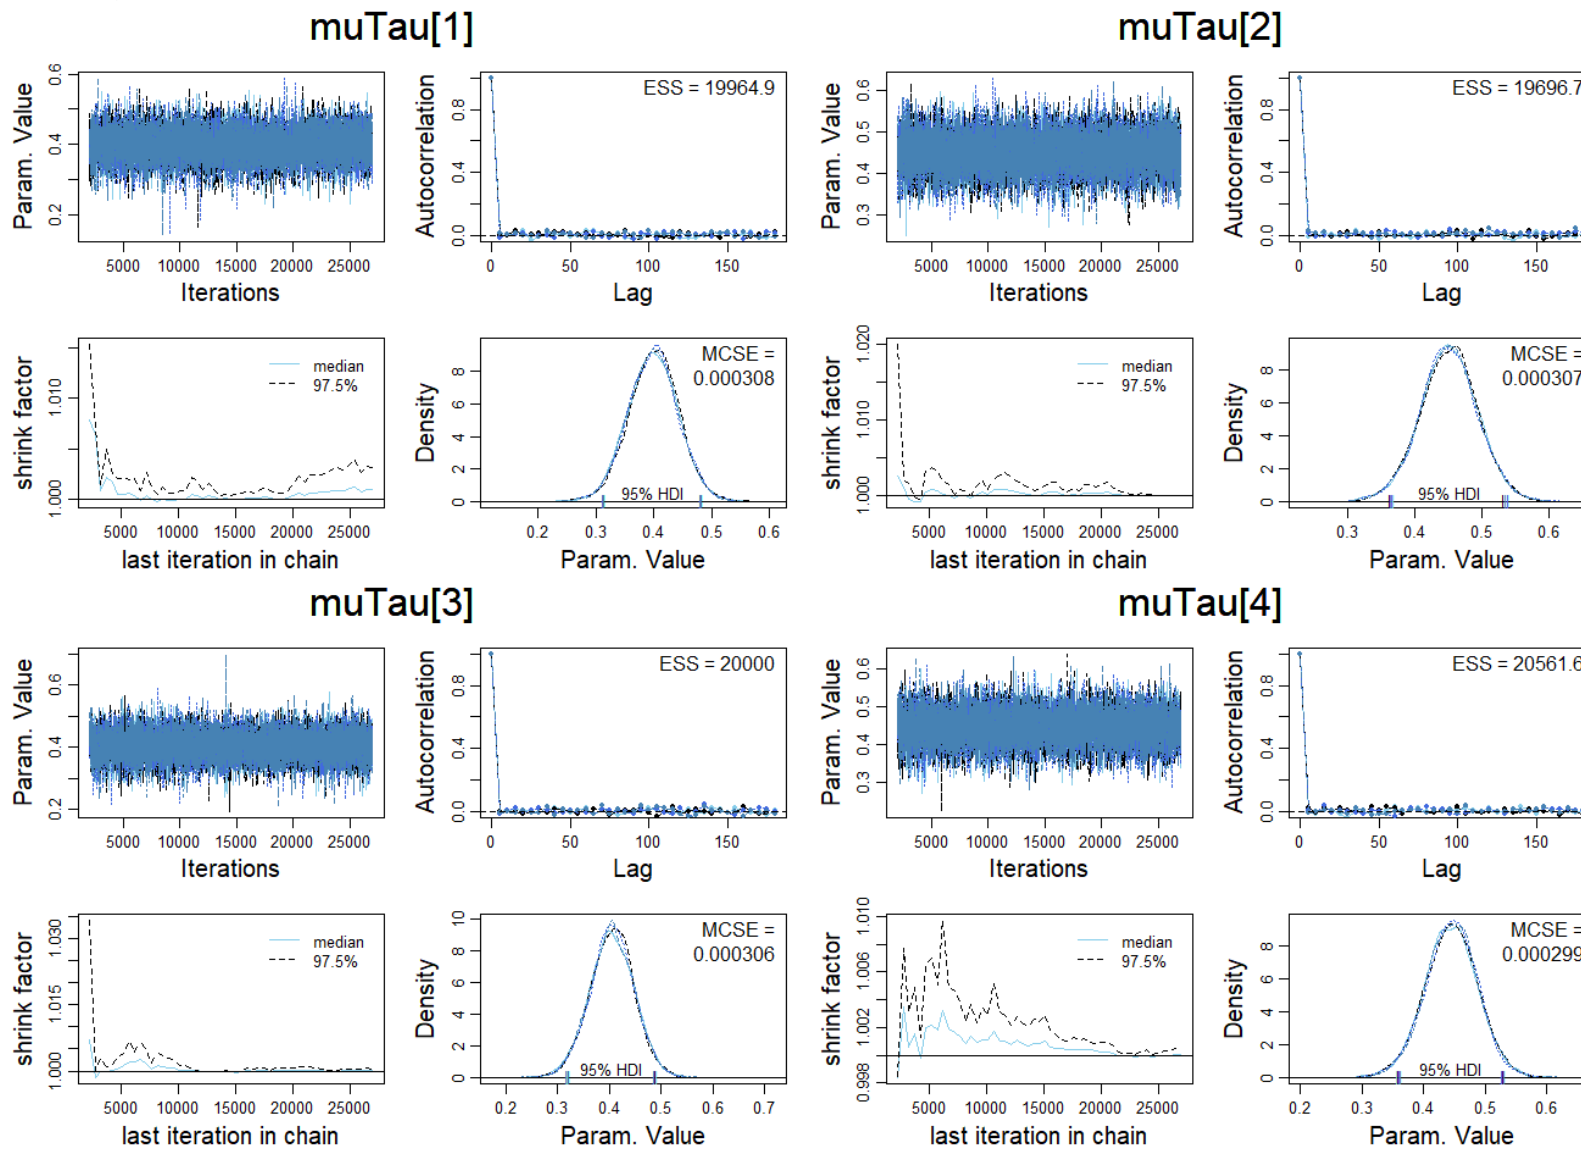 muTau[1]
Param. Value
0.2 0.4 0.6
5000 10000 15000 20000 25000
Iterations
Autocorrelation
0.0 0.4 0.8
ESS = 19964.9
0 50 100 150
Lag
shrink factor
1.000 1.010
median
97.5%
5000 10000 15000 20000 25000
last iteration in chain
Density
0 2 4 6 8
MCSE =
0.000308
95% HDI
0.2 0.3 0.4 0.5 0.6
Param. Value
muTau[2]
Param. Value
0.3 0.4 0.5 0.6
5000 10000 15000 20000 25000
Iterations
Autocorrelation
0.0 0.4 0.8
ESS = 19696.7
0 50 100 150
Lag
shrink factor
1.000 1.010 1.020
median
97.5%
5000 10000 15000 20000 25000
last iteration in chain
Density
0 2 4 6 8
MCSE =
0.000307
95% HDI
0.3 0.4 0.5 0.6
Param. Value
muTau[3]
Param. Value
0.2 0.4 0.6
5000 10000 15000 20000 25000
Iterations
Autocorrelation
0.0 0.4 0.8
ESS = 20000
0 50 100 150
Lag
shrink factor
1.000 1.015 1.030
median
97.5%
5000 10000 15000 20000 25000
last iteration in chain
Density
0 2 4 6 8 10
MCSE =
0.000306
95% HDI
0.2 0.3 0.4 0.5 0.6 0.7
Param. Value
muTau[4]
Param. Value
0.3 0.4 0.5 0.6
5000 10000 15000 20000 25000
Iterations
Autocorrelation
0.0 0.4 0.8
ESS = 20561.6
0 50 100 150
Lag
shrink factor
0.998 1.002 1.006 1.010
median
97.5%
5000 10000 15000 20000 25000
last iteration in chain
Density
0 2 4 6 8
MCSE =
0.000299
95% HDI
0.2 0.3 0.4 0.5 0.6
Param. Value